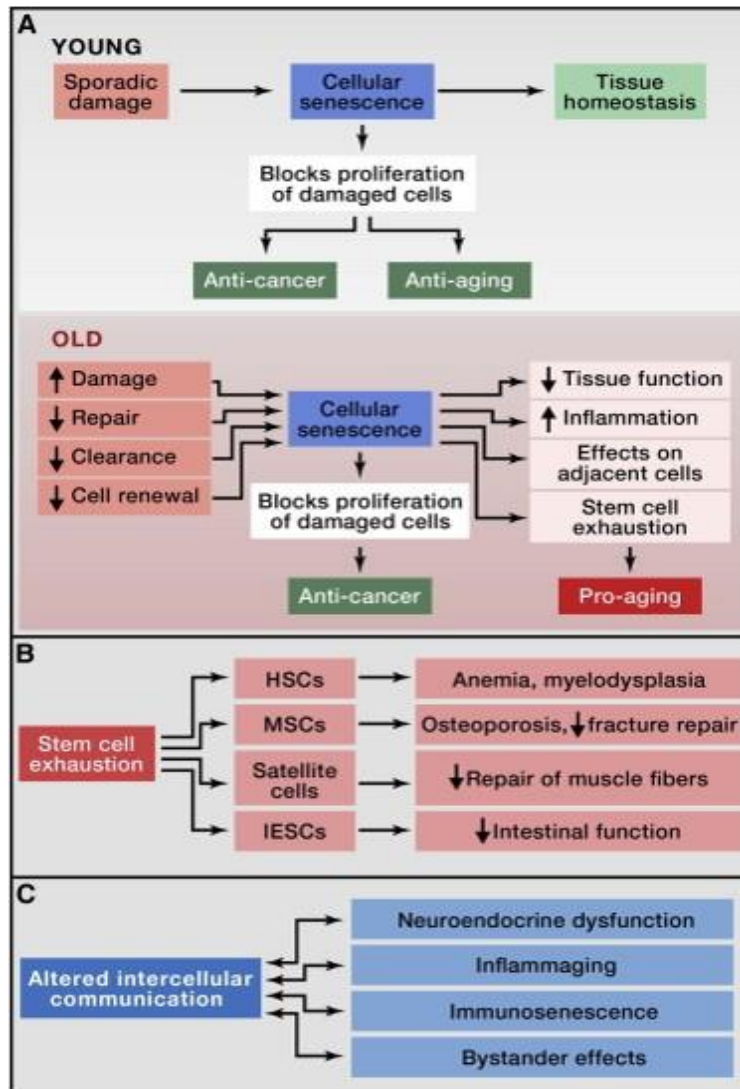 A
YOUNG
Sporadic
damage
Cellular
senescence
Tissue
homeostasis
Blocks proliferation
of damaged cells
Anti-cancer
Anti-aging
OLD
↑ Damage
↓ Repair
↓ Clearance
↓ Cell renewal
Cellular
senescence
Blocks proliferation
of damaged cells
Anti-cancer
↓ Tissue function
↑ Inflammation
Effects on
adjacent cells
Stem cell
exhaustion
Pro-aging
B
Stem cell
exhaustion
HSCs
Anemia, myelodysplasia
MSCs
Osteoporosis, ↓ fracture repair
Satellite
cells
↓ Repair of muscle fibers
IESCs
↓ Intestinal function
C
Altered intercellular
communication
Neuroendocrine dysfunction
Inflammaging
Immunosenescence
Bystander effects